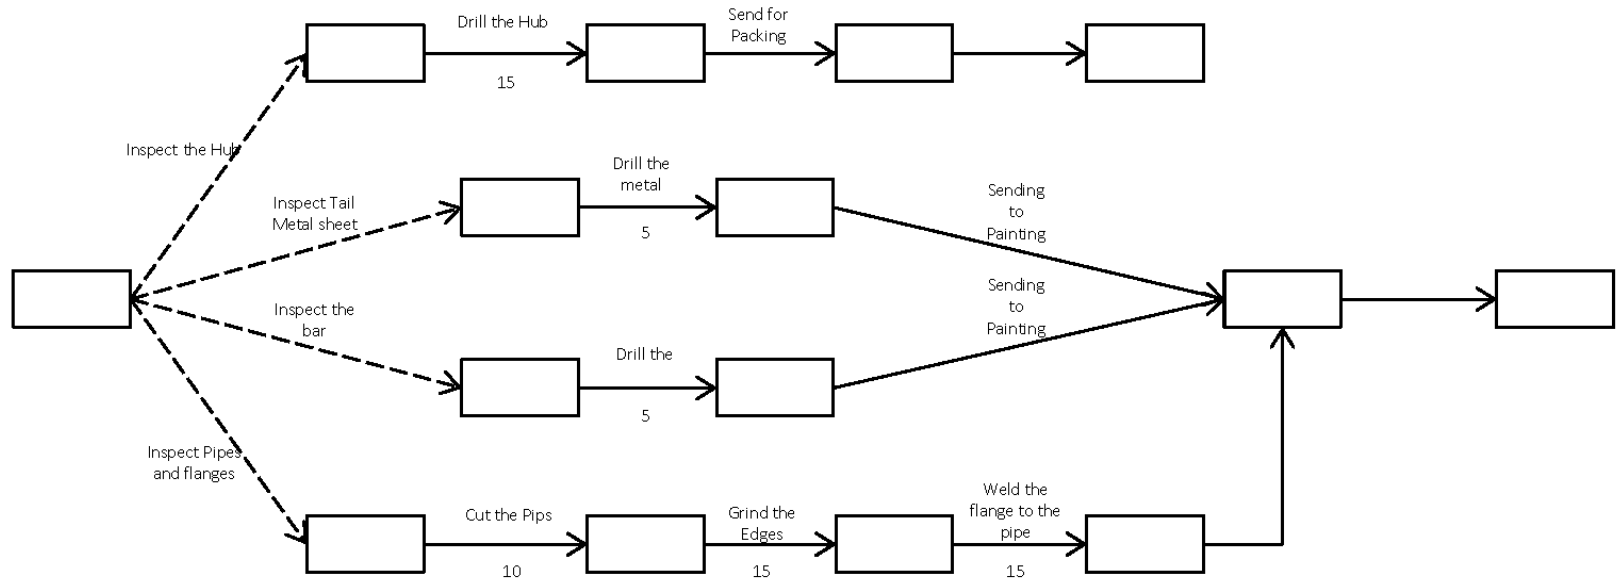 Drill the Hub
15
Send for
Packing
Inspect the Hub
Inspect Tail
Metal sheet
Drill the
metal
5
Sending
to
Painting
Inspect the
bar
Drill the
5
Sending
to
Painting
Inspect Pipes
and flanges
Cut the Pips
10
Grind the
Edges
15
Weld the
flange to the
pipe
15